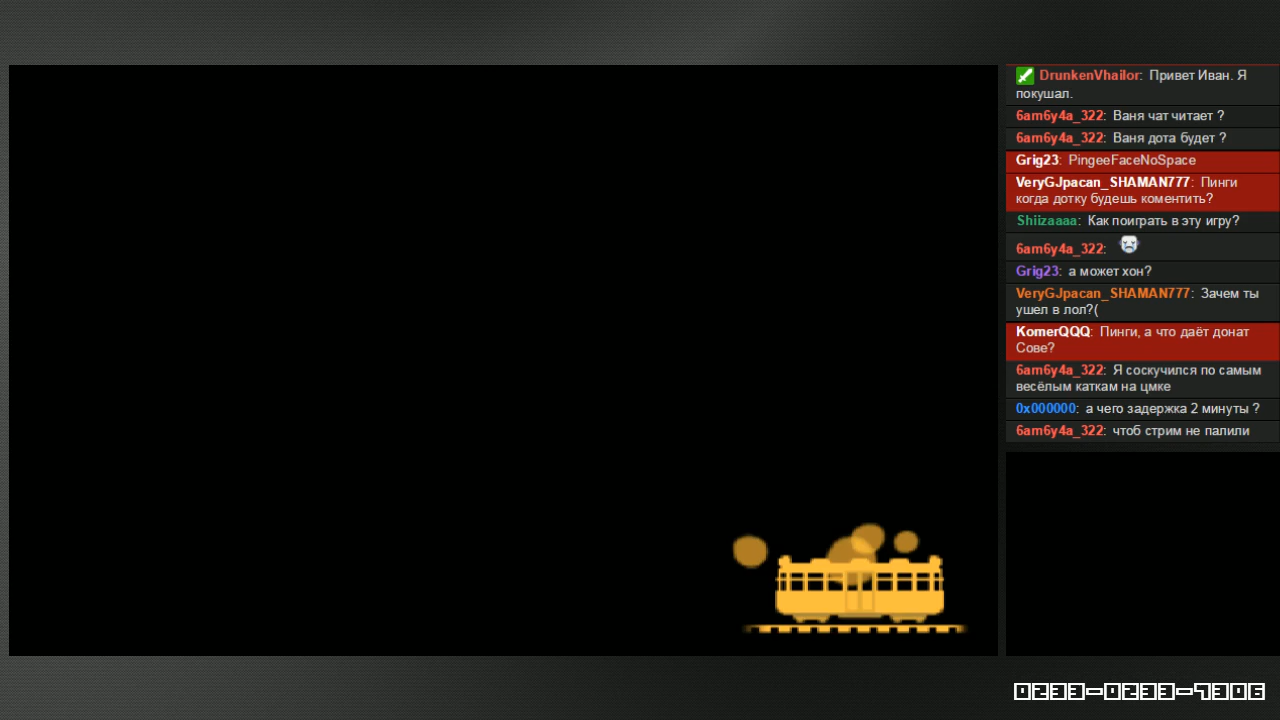 DrunkenVhailor: Привет Иван. Я
покушал.
6am6y4a_322: Ваня чат читает ?
6am6y4a_322: Ваня дота будет ?
Grig23: PingeeFaceNoSpace
VeryGJpacan_SHAMAN777: Пинги
когда дотку будешь коментить?
Shiizaaaa: Как поиграть в эту игру?
6am6y4a_322:
Grig23: а может хон?
VeryGJpacan_SHAMAN777: Зачем ты
ушел в лол?(
KomerQQQ: Пинги, а что даёт донат
Сове?
6am6y4a_322: Я соскучился по самым
весёлым каткам на цмке
0x000000: а чего задержка 2 минуты ?
6am6y4a_322: чтоб стрим не палили
0233-0233-9306